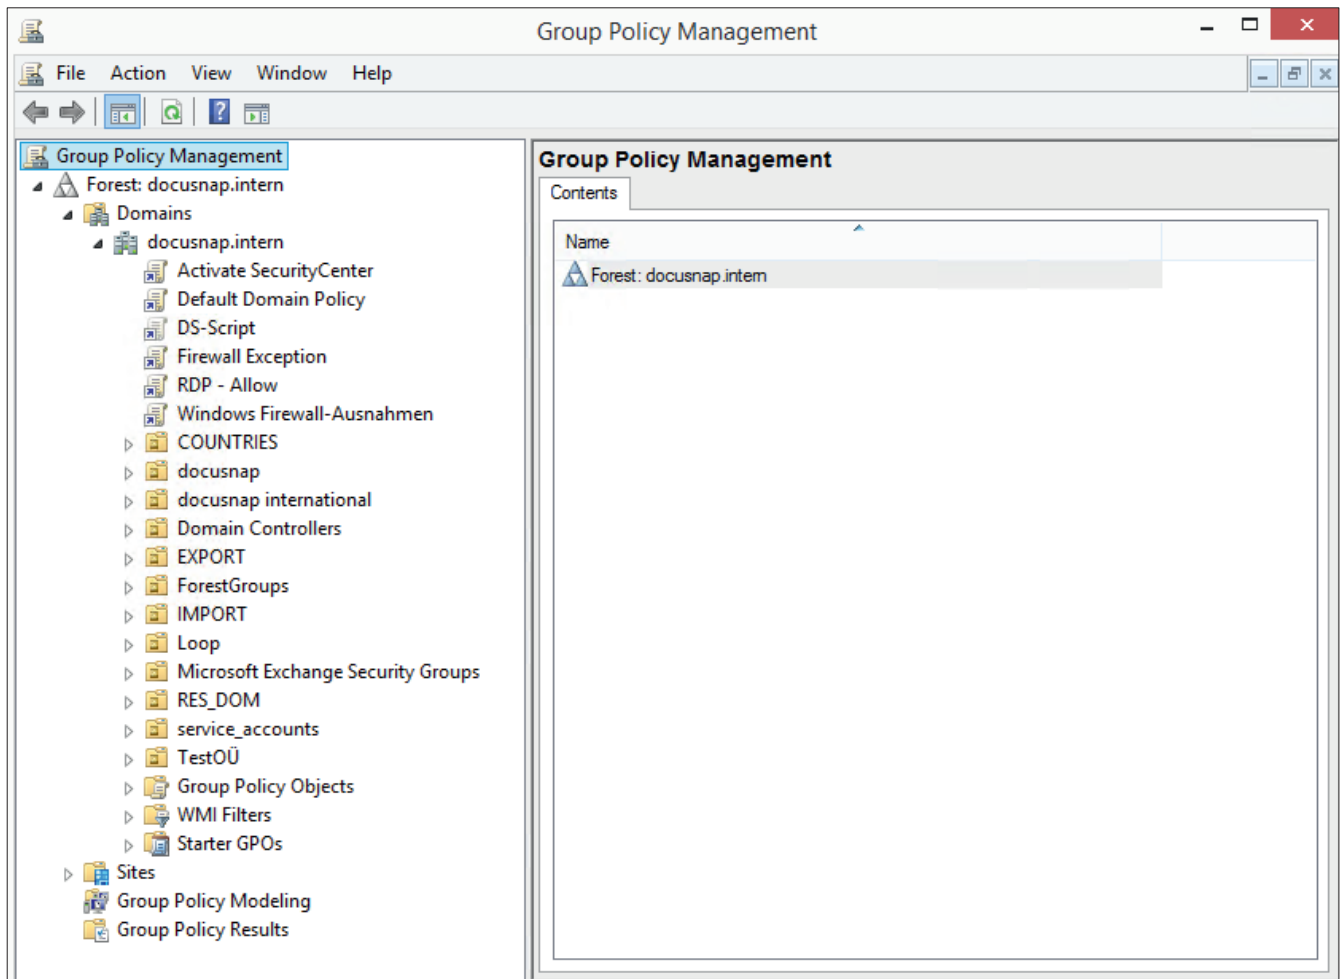 Group Policy Management
File Action View Window Help
Group Policy Management
Forest: docusnap.intern
Domains
docusnap.intern
Activate SecurityCenter
Default Domain Policy
DS-Script
Firewall Exception
RDP - Allow
Windows Firewall-Ausnahmen
COUNTRIES
docusnap
docusnap international
Domain Controllers
EXPORT
ForestGroups
IMPORT
Loop
Microsoft Exchange Security Groups
RES_DOM
service_accounts
TestOÜ
Group Policy Objects
WMI Filters
Starter GPOs
Sites
Group Policy Modeling
Group Policy Results
Group Policy Management
Contents
Name
Forest: docusnap.intern